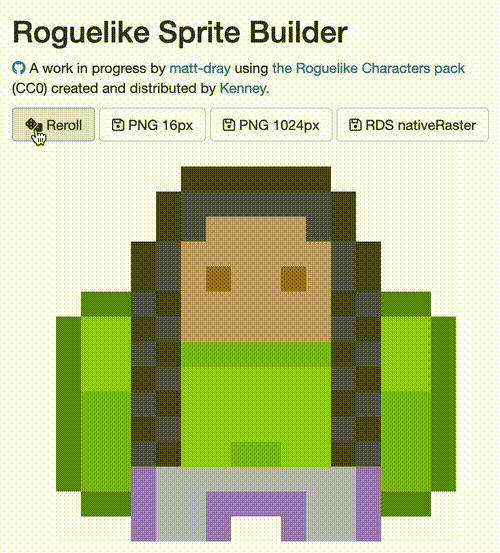 Roguelike Sprite Builder
A work in progress by matt-dray using the Roguelike Characters pack
(CC0) created and distributed by Kenney.
Reroll PNG 16px PNG 1024px RDS nativeRaster